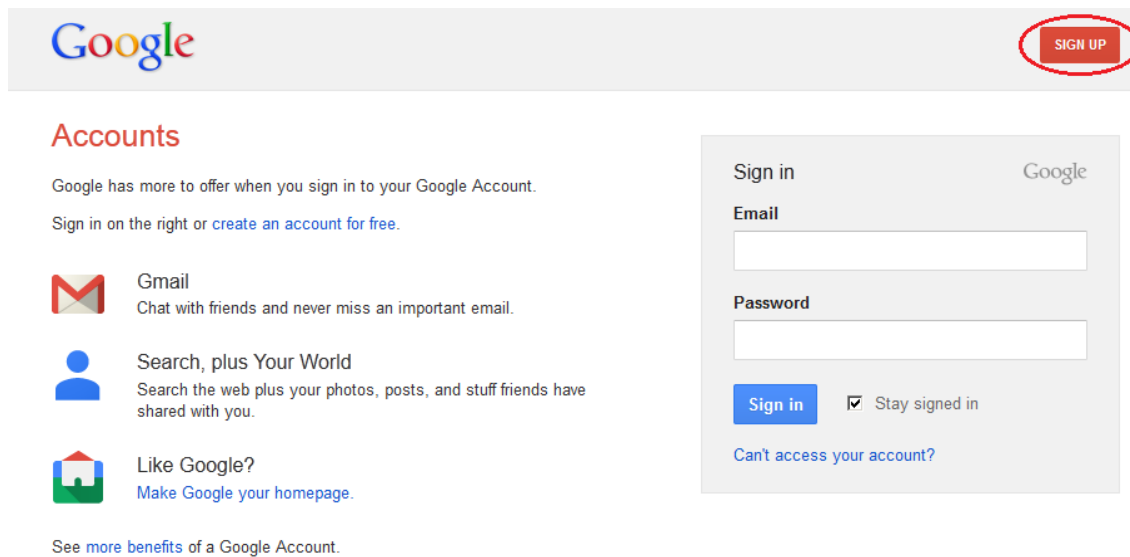 Google
SIGN UP
Accounts
Google has more to offer when you sign in to your Google Account.
Sign in on the right or create an account for free.
Gmail
Chat with friends and never miss an important email.
Search, plus Your World
Search the web plus your photos, posts, and stuff friends have
shared with you.
Like Google?
Make Google your homepage.
See more benefits of a Google Account.
Sign in
Google
Email
Password
Sign in
Stay signed in
Can't access your account?